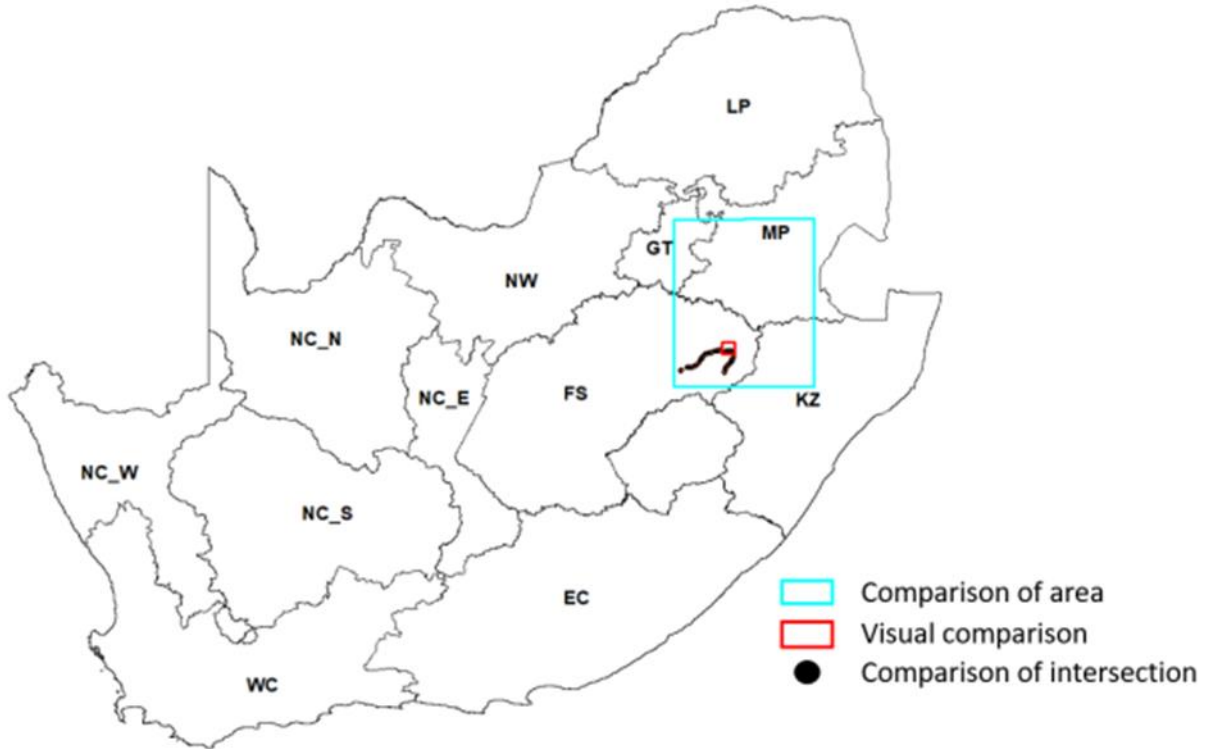 LP
MP
GT
NW
NC_N
NC_E
FS
KZ
NC_W
NC_S
EC
WC
Comparison of area
Visual comparison
Comparison of intersection